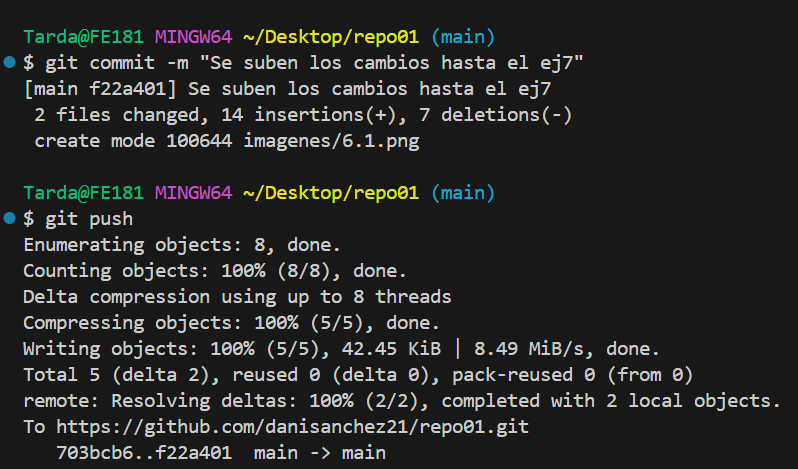 Tarda@FE181 MINGW64 ~/Desktop/repo01 (main)
$ git commit -m "Se suben los cambios hasta el ej7"
[main f22a401] Se suben los cambios hasta el ej7
 2 files changed, 14 insertions(+), 7 deletions(-)
 create mode 100644 imagenes/6.1.png

Tarda@FE181 MINGW64 ~/Desktop/repo01 (main)
$ git push
Enumerating objects: 8, done.
Counting objects: 100% (8/8), done.
Delta compression using up to 8 threads
Compressing objects: 100% (5/5), done.
Writing objects: 100% (5/5), 42.45 KiB | 8.49 MiB/s, done.
Total 5 (delta 2), reused 0 (delta 0), pack-reused 0 (from 0)
remote: Resolving deltas: 100% (2/2), completed with 2 local objects.
To https://github.com/danisanchez21/repo01.git
   703bcb6..f22a401  main -> main